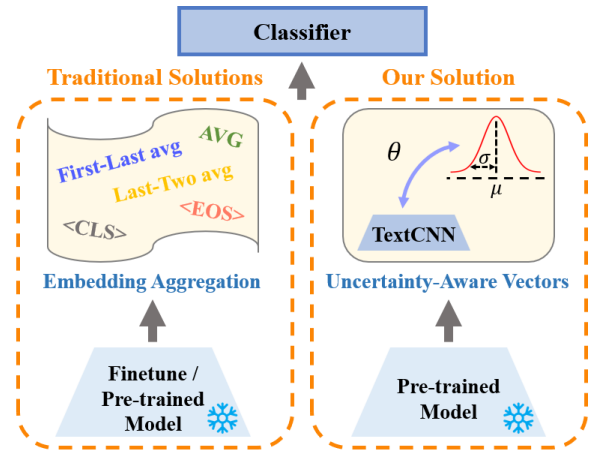 Classifier
Traditional Solutions
Our Solution
AVG
First-Last avg
Last-Two avg
<CLS>
<EOS>
Embedding Aggregation
Finetune /
Pre-trained
Model
θ
σ
μ
TextCNN
Uncertainty-Aware Vectors
Pre-trained
Model